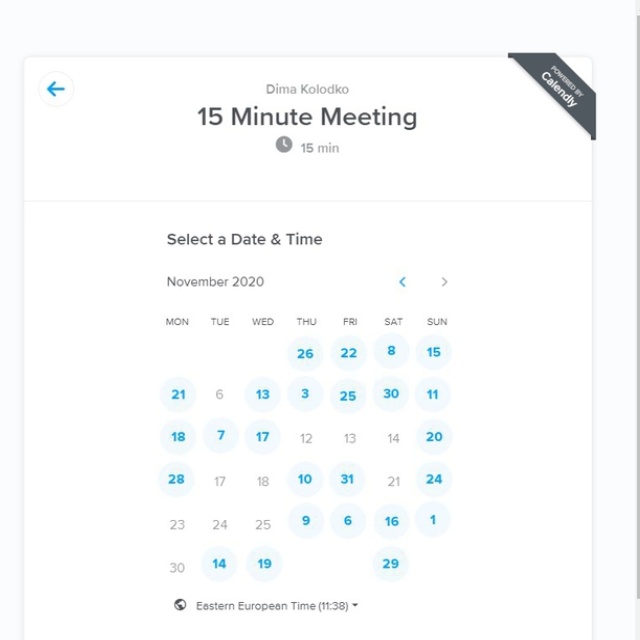 Dima Kolodko
POWERED BY
Calendly
15 Minute Meeting
15 min
Select a Date & Time
November 2020
MON TUE WED THU FRI SAT SUN
26 22 8 15
21 6 13 3 25 30 11
18 7 17 12 13 14 20
28 17 18 10 31 21 24
23 24 25 9 6 16 1
30 14 19 29
Eastern European Time (11:38)